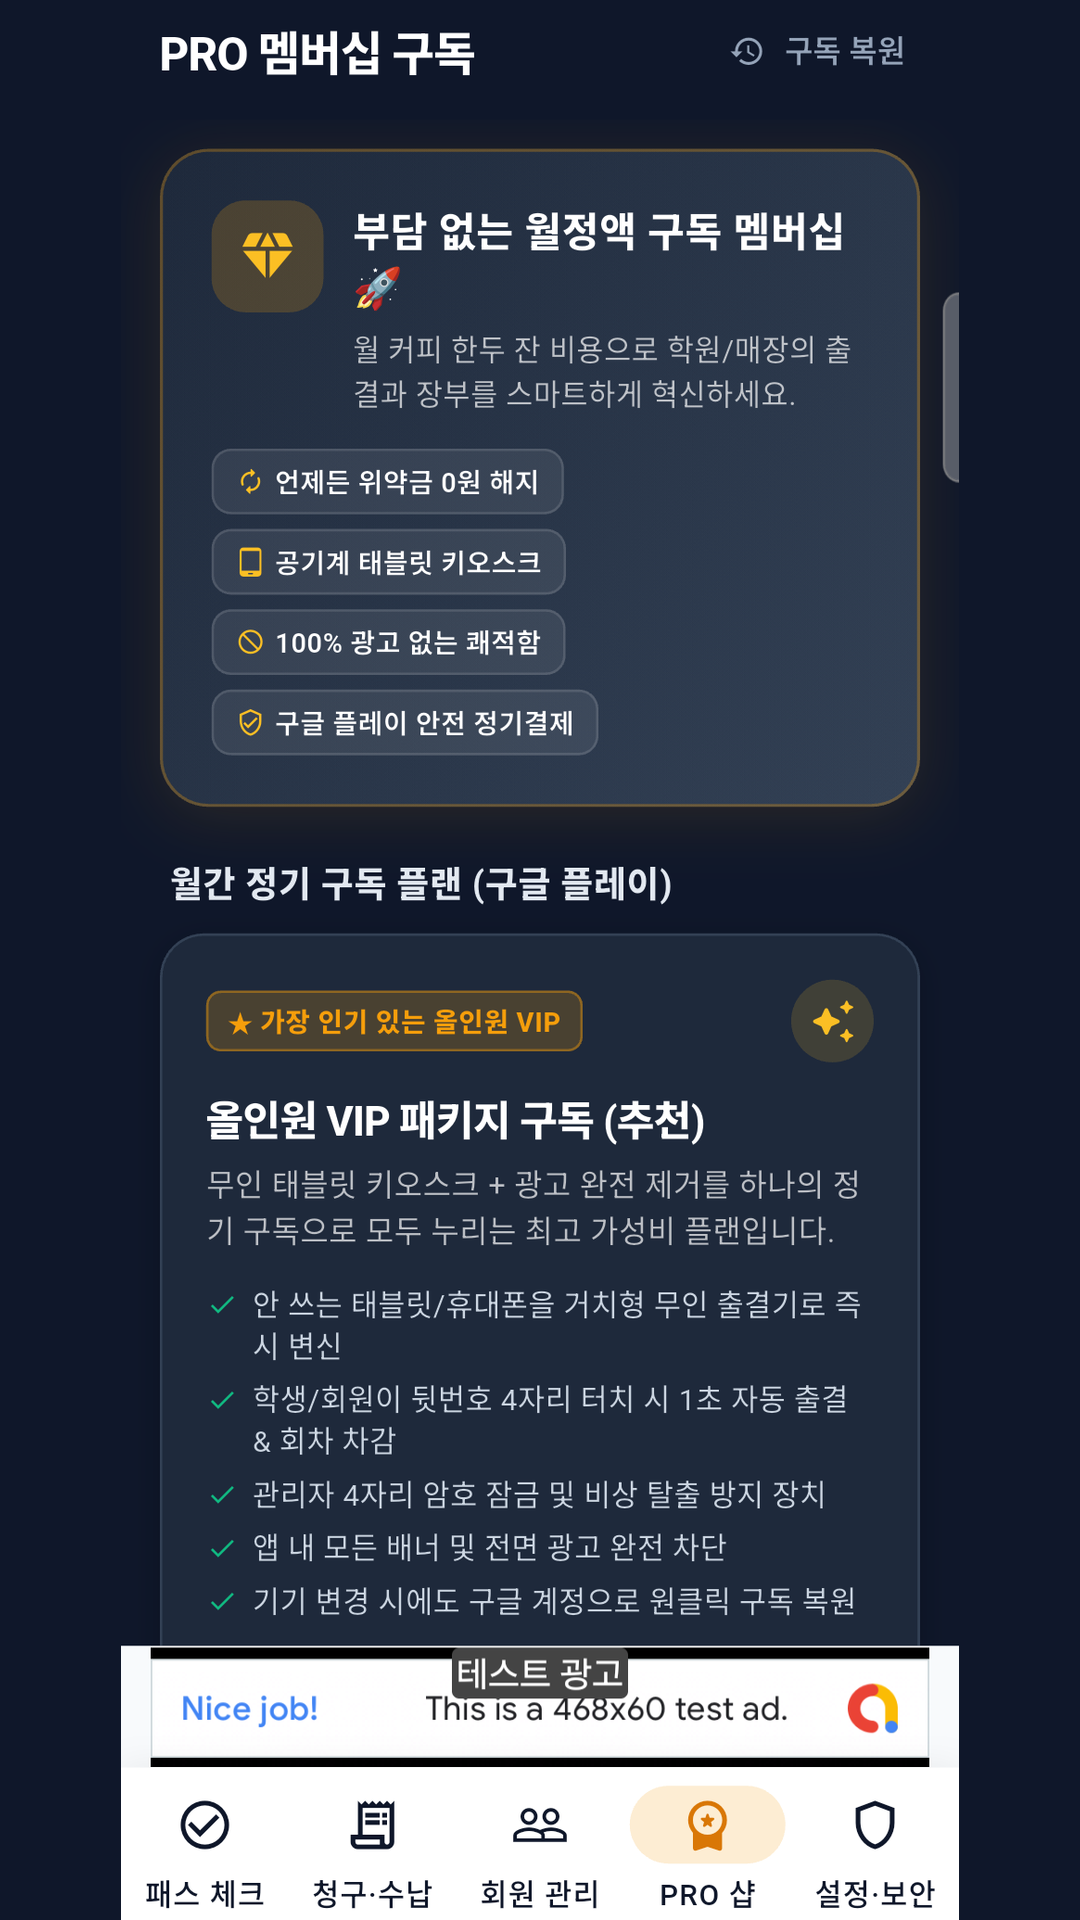 PRO 멤버십 구독
구독 복원
부담 없는 월정액 구독 멤버십
🚀
월 커피 한두 잔 비용으로 학원/매장의 출
결과 장부를 스마트하게 혁신하세요.
언제든 위약금 0원 해지
공기계 태블릿 키오스크
100% 광고 없는 쾌적함
구글 플레이 안전 정기결제
월간 정기 구독 플랜 (구글 플레이)
★ 가장 인기 있는 올인원 VIP
올인원 VIP 패키지 구독 (추천)
무인 태블릿 키오스크 + 광고 완전 제거를 하나의 정
기 구독으로 모두 누리는 최고 가성비 플랜입니다.
안 쓰는 태블릿/휴대폰을 거치형 무인 출결기로 즉
시 변신
학생/회원이 뒷번호 4자리 터치 시 1초 자동 출결
& 회차 차감
관리자 4자리 암호 잠금 및 비상 탈출 방지 장치
앱 내 모든 배너 및 전면 광고 완전 차단
기기 변경 시에도 구글 계정으로 원클릭 구독 복원
테스트 광고
Nice job!
This is a 468x60 test ad.
패스 체크
청구·수납
회원 관리
PRO 샵
설정·보안